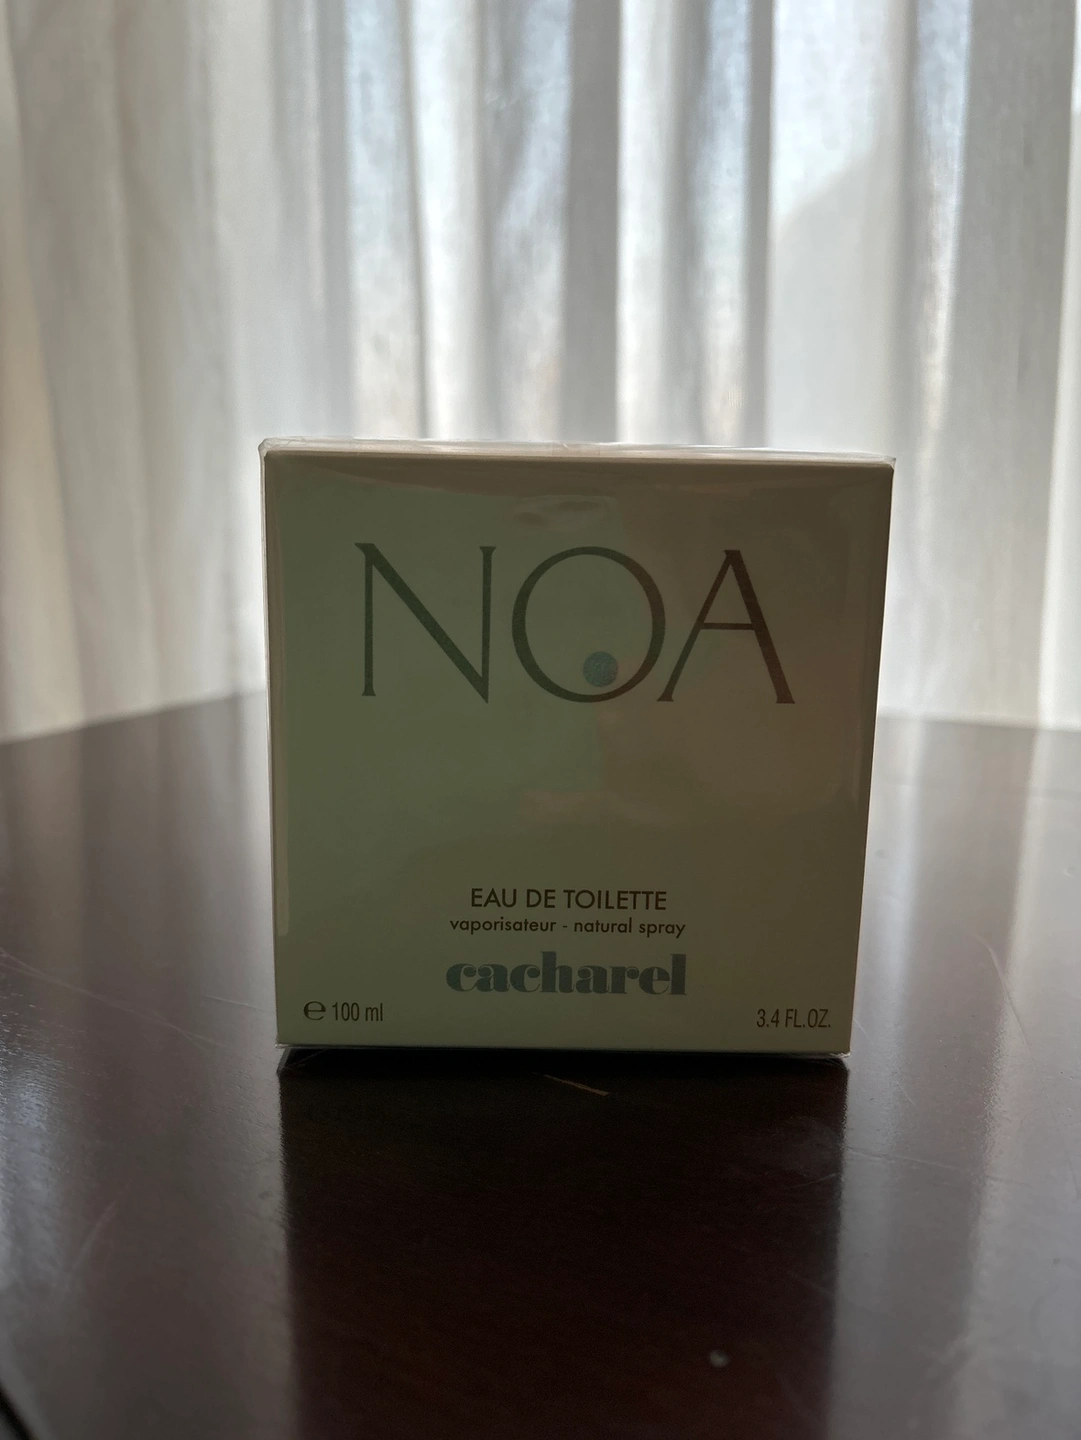 NOA
EAU DE TOILETTE
vaporisateur - natural spray
cacharel
℮ 100 ml
3.4 FL.OZ.